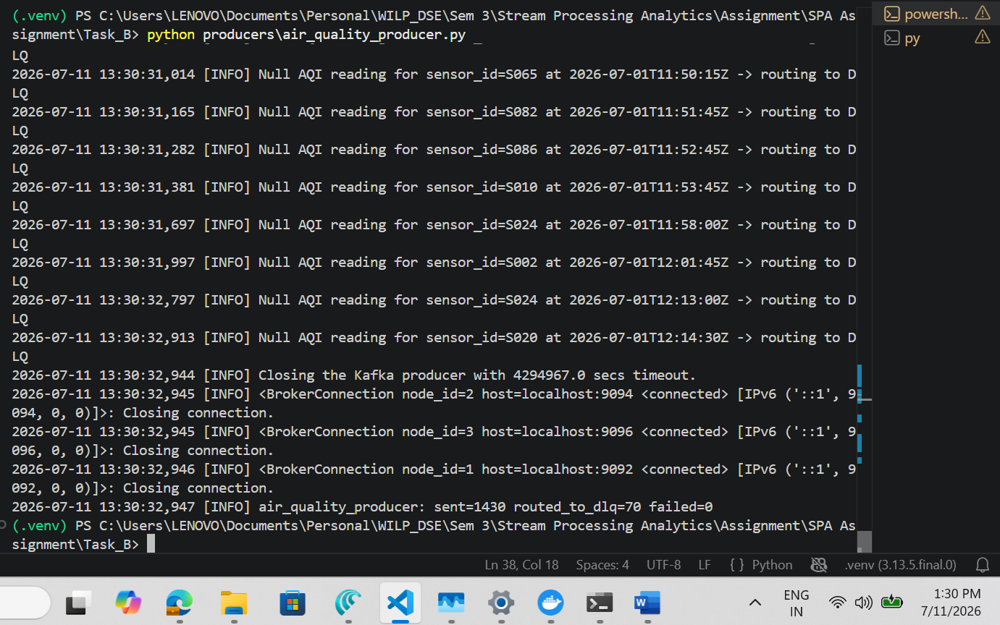 (.venv) PS C:\Users\LENOVO\Documents\Personal\WILP_DSE\Sem 3\Stream Processing Analytics\Assignment\SPA As
signment\Task_B> python producers\air_quality_producer.py
LQ
2026-07-11 13:30:31,014 [INFO] Null AQI reading for sensor_id=S065 at 2026-07-01T11:50:15Z -> routing to D
LQ
2026-07-11 13:30:31,165 [INFO] Null AQI reading for sensor_id=S082 at 2026-07-01T11:51:45Z -> routing to D
LQ
2026-07-11 13:30:31,282 [INFO] Null AQI reading for sensor_id=S086 at 2026-07-01T11:52:45Z -> routing to D
LQ
2026-07-11 13:30:31,381 [INFO] Null AQI reading for sensor_id=S010 at 2026-07-01T11:53:45Z -> routing to D
LQ
2026-07-11 13:30:31,697 [INFO] Null AQI reading for sensor_id=S024 at 2026-07-01T11:58:00Z -> routing to D
LQ
2026-07-11 13:30:31,997 [INFO] Null AQI reading for sensor_id=S002 at 2026-07-01T12:01:45Z -> routing to D
LQ
2026-07-11 13:30:32,797 [INFO] Null AQI reading for sensor_id=S024 at 2026-07-01T12:13:00Z -> routing to D
LQ
2026-07-11 13:30:32,913 [INFO] Null AQI reading for sensor_id=S020 at 2026-07-01T12:14:30Z -> routing to D
LQ
2026-07-11 13:30:32,944 [INFO] Closing the Kafka producer with 4294967.0 secs timeout.
2026-07-11 13:30:32,945 [INFO] <BrokerConnection node_id=2 host=localhost:9094 <connected> [IPv6 ('::1', 9
094, 0, 0)]>: Closing connection.
2026-07-11 13:30:32,945 [INFO] <BrokerConnection node_id=3 host=localhost:9096 <connected> [IPv6 ('::1', 9
096, 0, 0)]>: Closing connection.
2026-07-11 13:30:32,946 [INFO] <BrokerConnection node_id=1 host=localhost:9092 <connected> [IPv6 ('::1', 9
092, 0, 0)]>: Closing connection.
2026-07-11 13:30:32,947 [INFO] air_quality_producer: sent=1430 routed_to_dlq=70 failed=0
(.venv) PS C:\Users\LENOVO\Documents\Personal\WILP_DSE\Sem 3\Stream Processing Analytics\Assignment\SPA As
signment\Task_B>
powersh...
py
Ln 38, Col 18 Spaces: 4 UTF-8 LF { } Python .venv (3.13.5.final.0)
ENG
IN
1:30 PM
7/11/2026